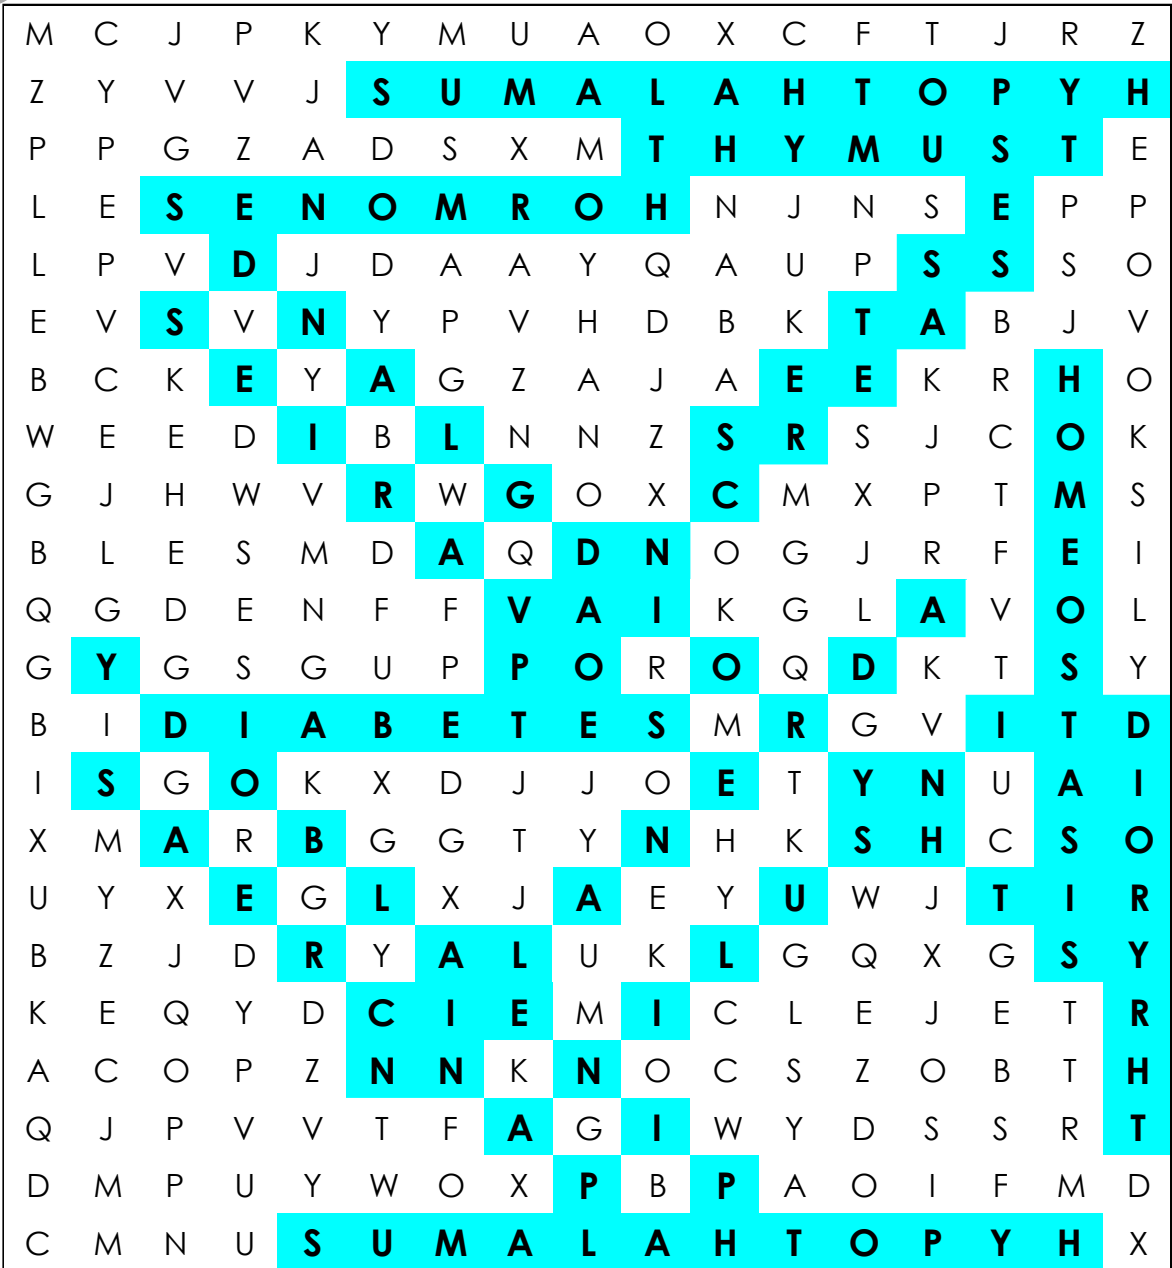 M C J P K Y M U A O X C F T J R Z
Z Y V V J S U M A L A H T O P Y H
P P G Z A D S X M T H Y M U S T E
L E S E N O M R O H N J N S E P P
L P V D J D A A Y Q A U P S S S O
E V S V N Y P V H D B K T A B J V
B C K E Y A G Z A J A E E K R H O
W E E D I B L N N Z S R S J C O K
G J H W V R W G O X C M X P T M S
B L E S M D A Q D N O G J R F E I
Q G D E N F F V A I K G L A V O L
G Y G S G U P P O R O Q D K T S Y
B I D I A B E T E S M R G V I T D
I S G O K X D J J O E T Y N U A I
X M A R B G G T Y N H K S H C S O
U Y X E G L X J A E Y U W J T I R
B Z J D R Y A L U K L G Q X G S Y
K E Q Y D C I E M I C L E J E T R
A C O P Z N N K N O C S Z O B T H
Q J P V V T F A G I W Y D S S R T
D M P U Y W O X P B P A O I F M D
C M N U S U M A L A H T O P Y H X